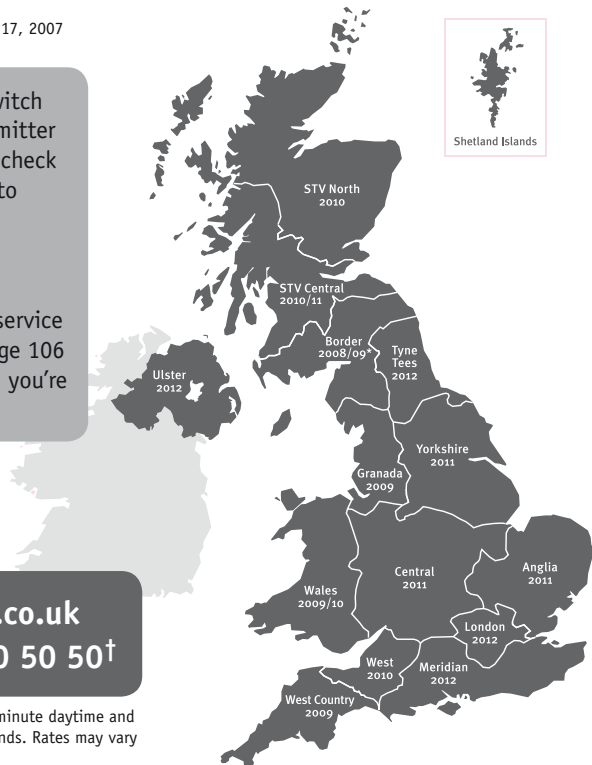 17, 2007
witch
mitter
check
to
service
ge 106
you're
.co.uk
0 50 50†
minute daytime and
nds. Rates may vary
Shetland Islands
STV North
2010
STV Central
2010/11
Border
2008/09*
Tyne
Tees
2012
Ulster
2012
Granada
2009
Yorkshire
2011
Wales
2009/10
Central
2011
Anglia
2011
London
2012
West
2010
Meridian
2012
West Country
2009